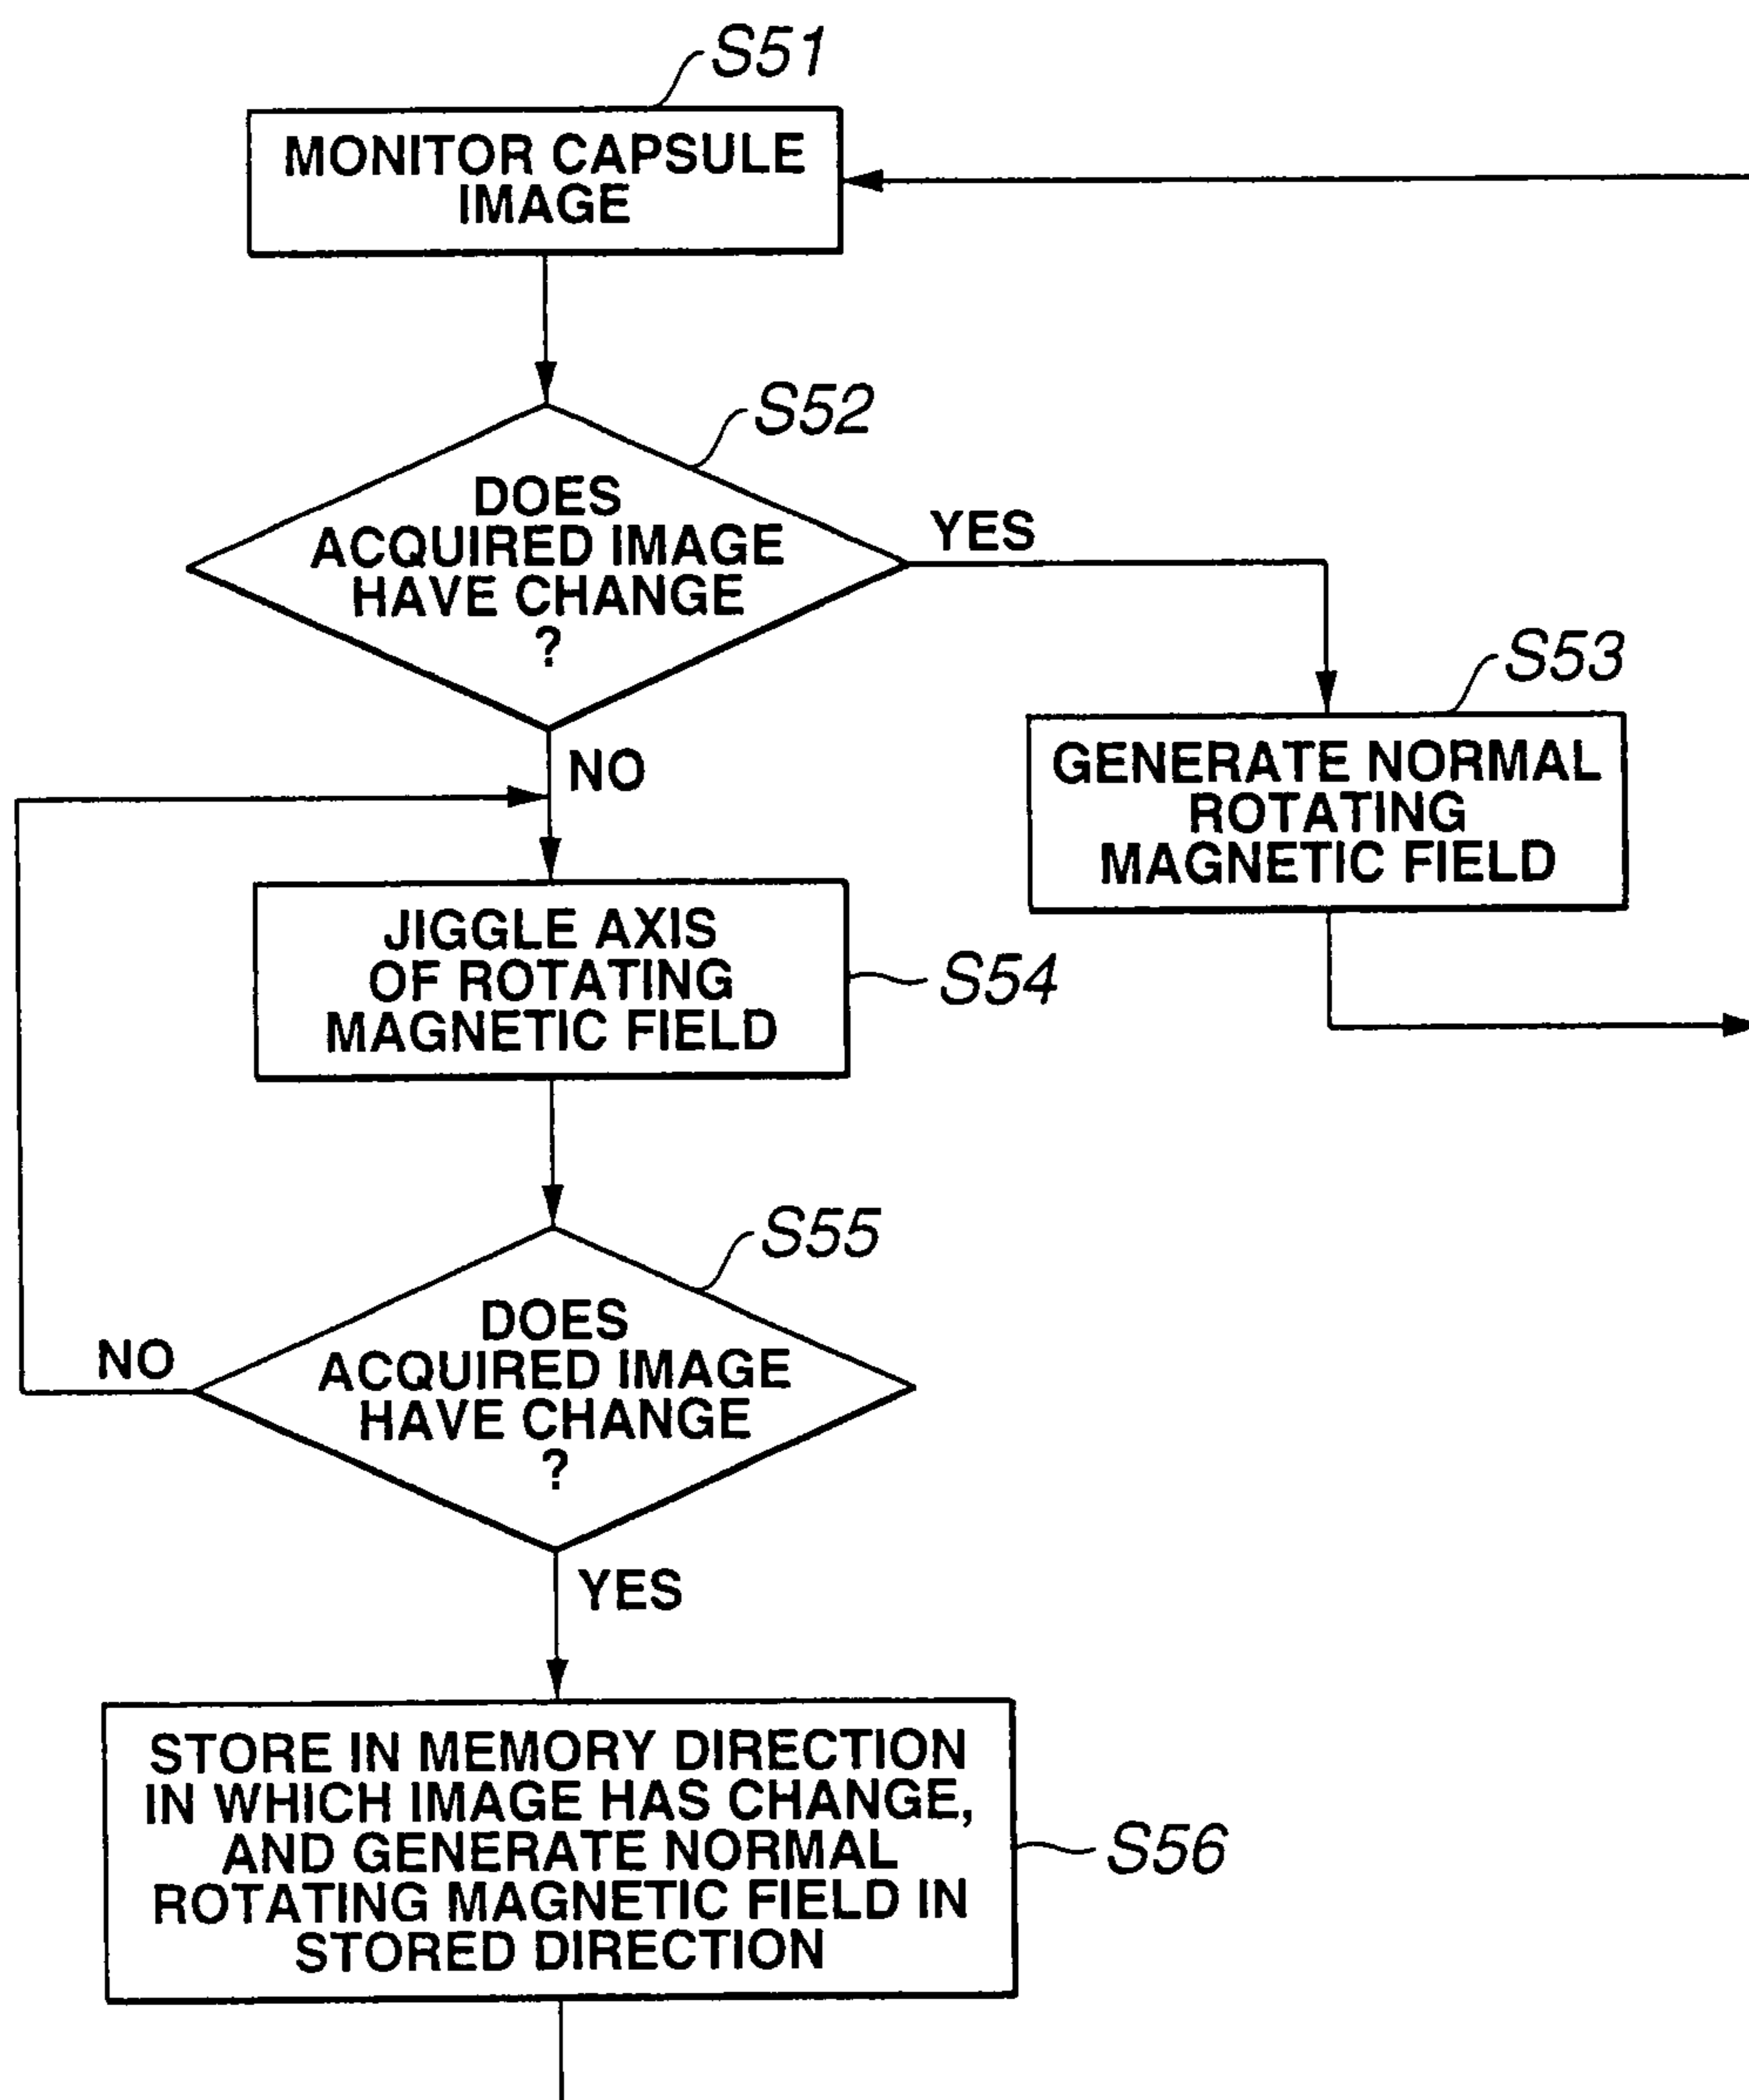 S51
MONITOR CAPSULE
IMAGE
S52
DOES
ACQUIRED IMAGE
HAVE CHANGE
?
YES
S53
GENERATE NORMAL
ROTATING
MAGNETIC FIELD
NO
JIGGLE AXIS
OF ROTATING
MAGNETIC FIELD
S54
S55
DOES
ACQUIRED IMAGE
HAVE CHANGE
?
NO
YES
STORE IN MEMORY DIRECTION
IN WHICH IMAGE HAS CHANGE,
AND GENERATE NORMAL
ROTATING MAGNETIC FIELD IN
STORED DIRECTION
S56